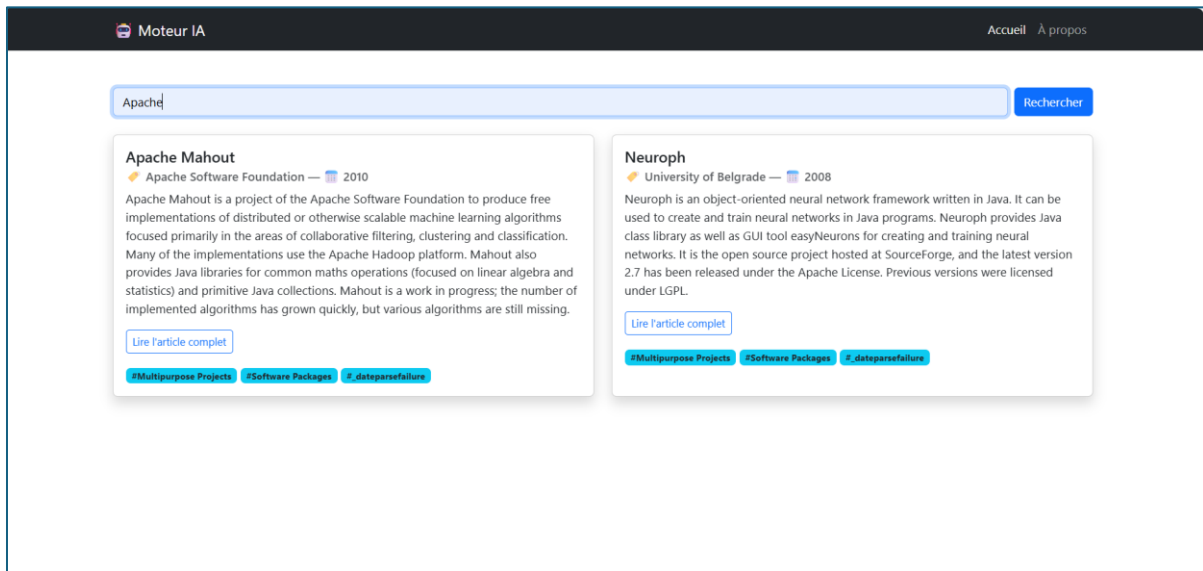 Moteur IA
Accueil À propos
Apache
Rechercher
Apache Mahout
Apache Software Foundation — 2010
Apache Mahout is a project of the Apache Software Foundation to produce free
implementations of distributed or otherwise scalable machine learning algorithms
focused primarily in the areas of collaborative filtering, clustering and classification.
Many of the implementations use the Apache Hadoop platform. Mahout also
provides Java libraries for common maths operations (focused on linear algebra and
statistics) and primitive Java collections. Mahout is a work in progress; the number of
implemented algorithms has grown quickly, but various algorithms are still missing.
Lire l'article complet
#Multipurpose Projects #Software Packages #_dateparsefailure
Neuroph
University of Belgrade — 2008
Neuroph is an object-oriented neural network framework written in Java. It can be
used to create and train neural networks in Java programs. Neuroph provides Java
class library as well as GUI tool easyNeurons for creating and training neural
networks. It is the open source project hosted at SourceForge, and the latest version
2.7 has been released under the Apache License. Previous versions were licensed
under LGPL.
Lire l'article complet
#Multipurpose Projects #Software Packages #_dateparsefailure